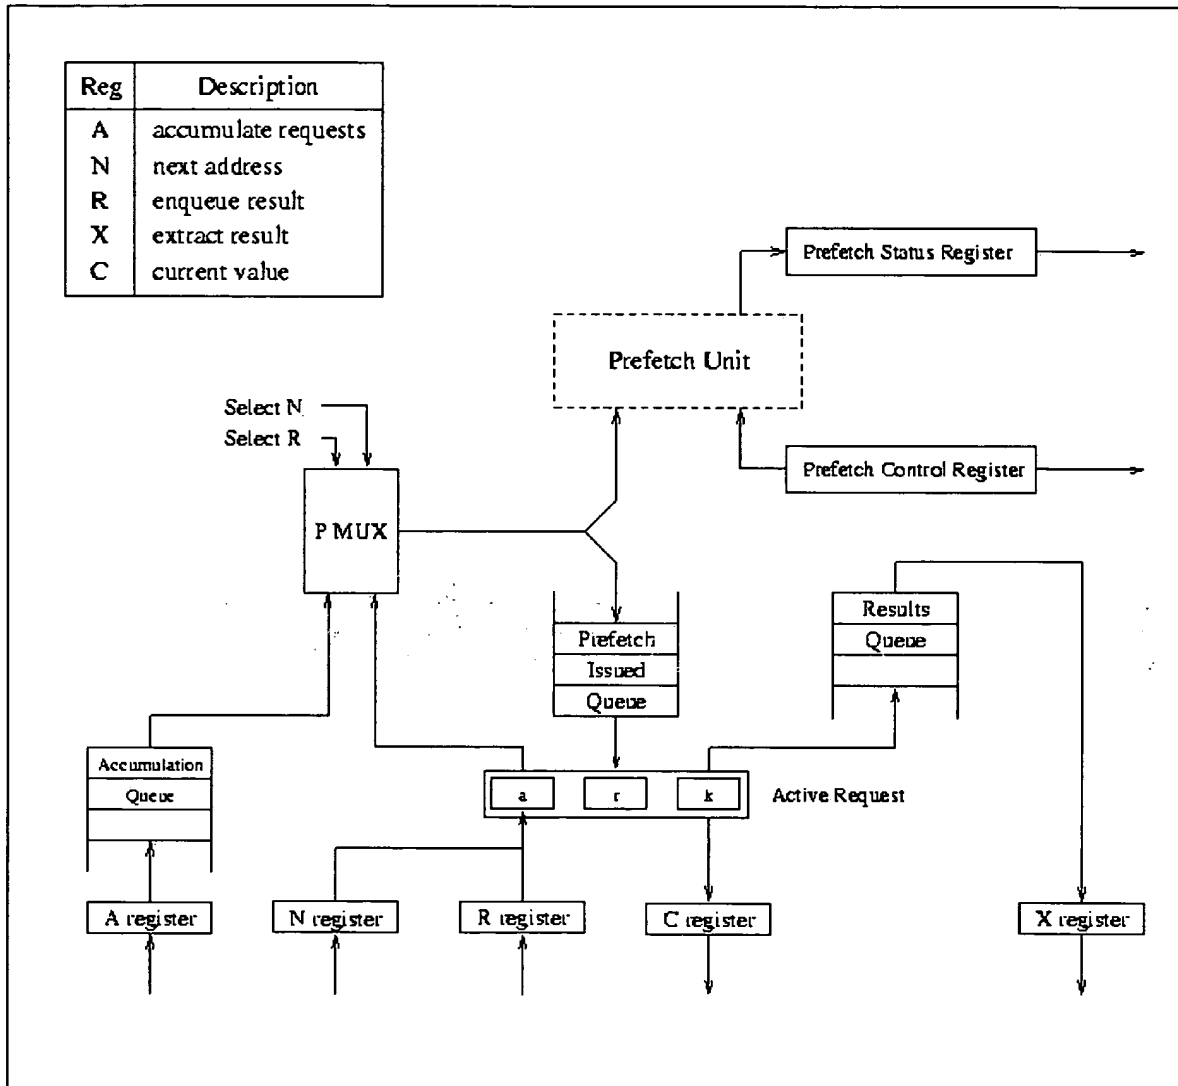 Reg Description
A accumulate requests
N next address
R enqueue result
X extract result
C current value
Prefetch Status Register
Prefetch Unit
Select N
Select R
Prefetch Control Register
P MUX
Prefetch
Issued
Queue
Results
Queue
Accumulation
Queue
a r k Active Request
A register N register R register C register X register